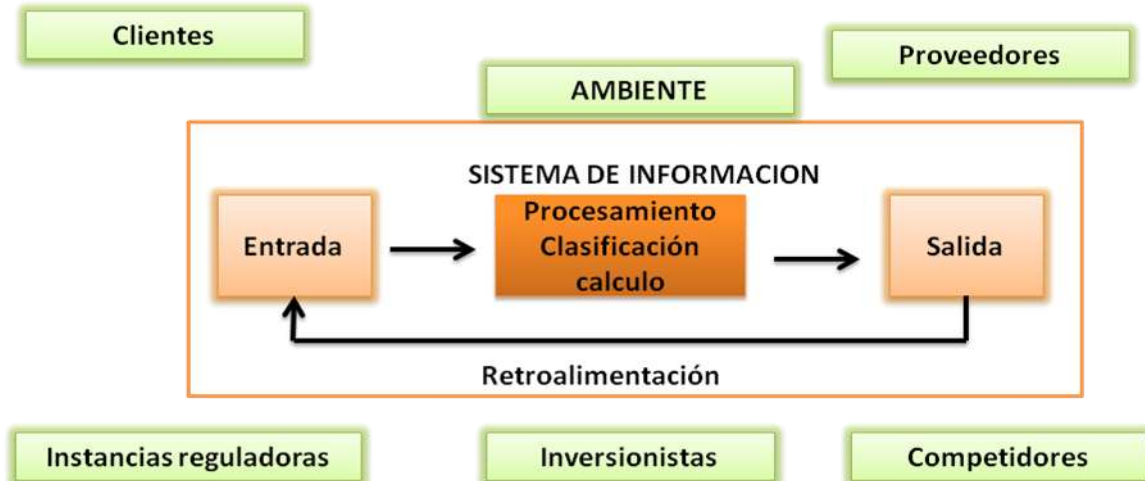 Clientes
Proveedores
AMBIENTE
SISTEMA DE INFORMACION
Entrada
Procesamiento
Clasificación
calculo
Salida
Retroalimentación
Instancias reguladoras
Inversionistas
Competidores